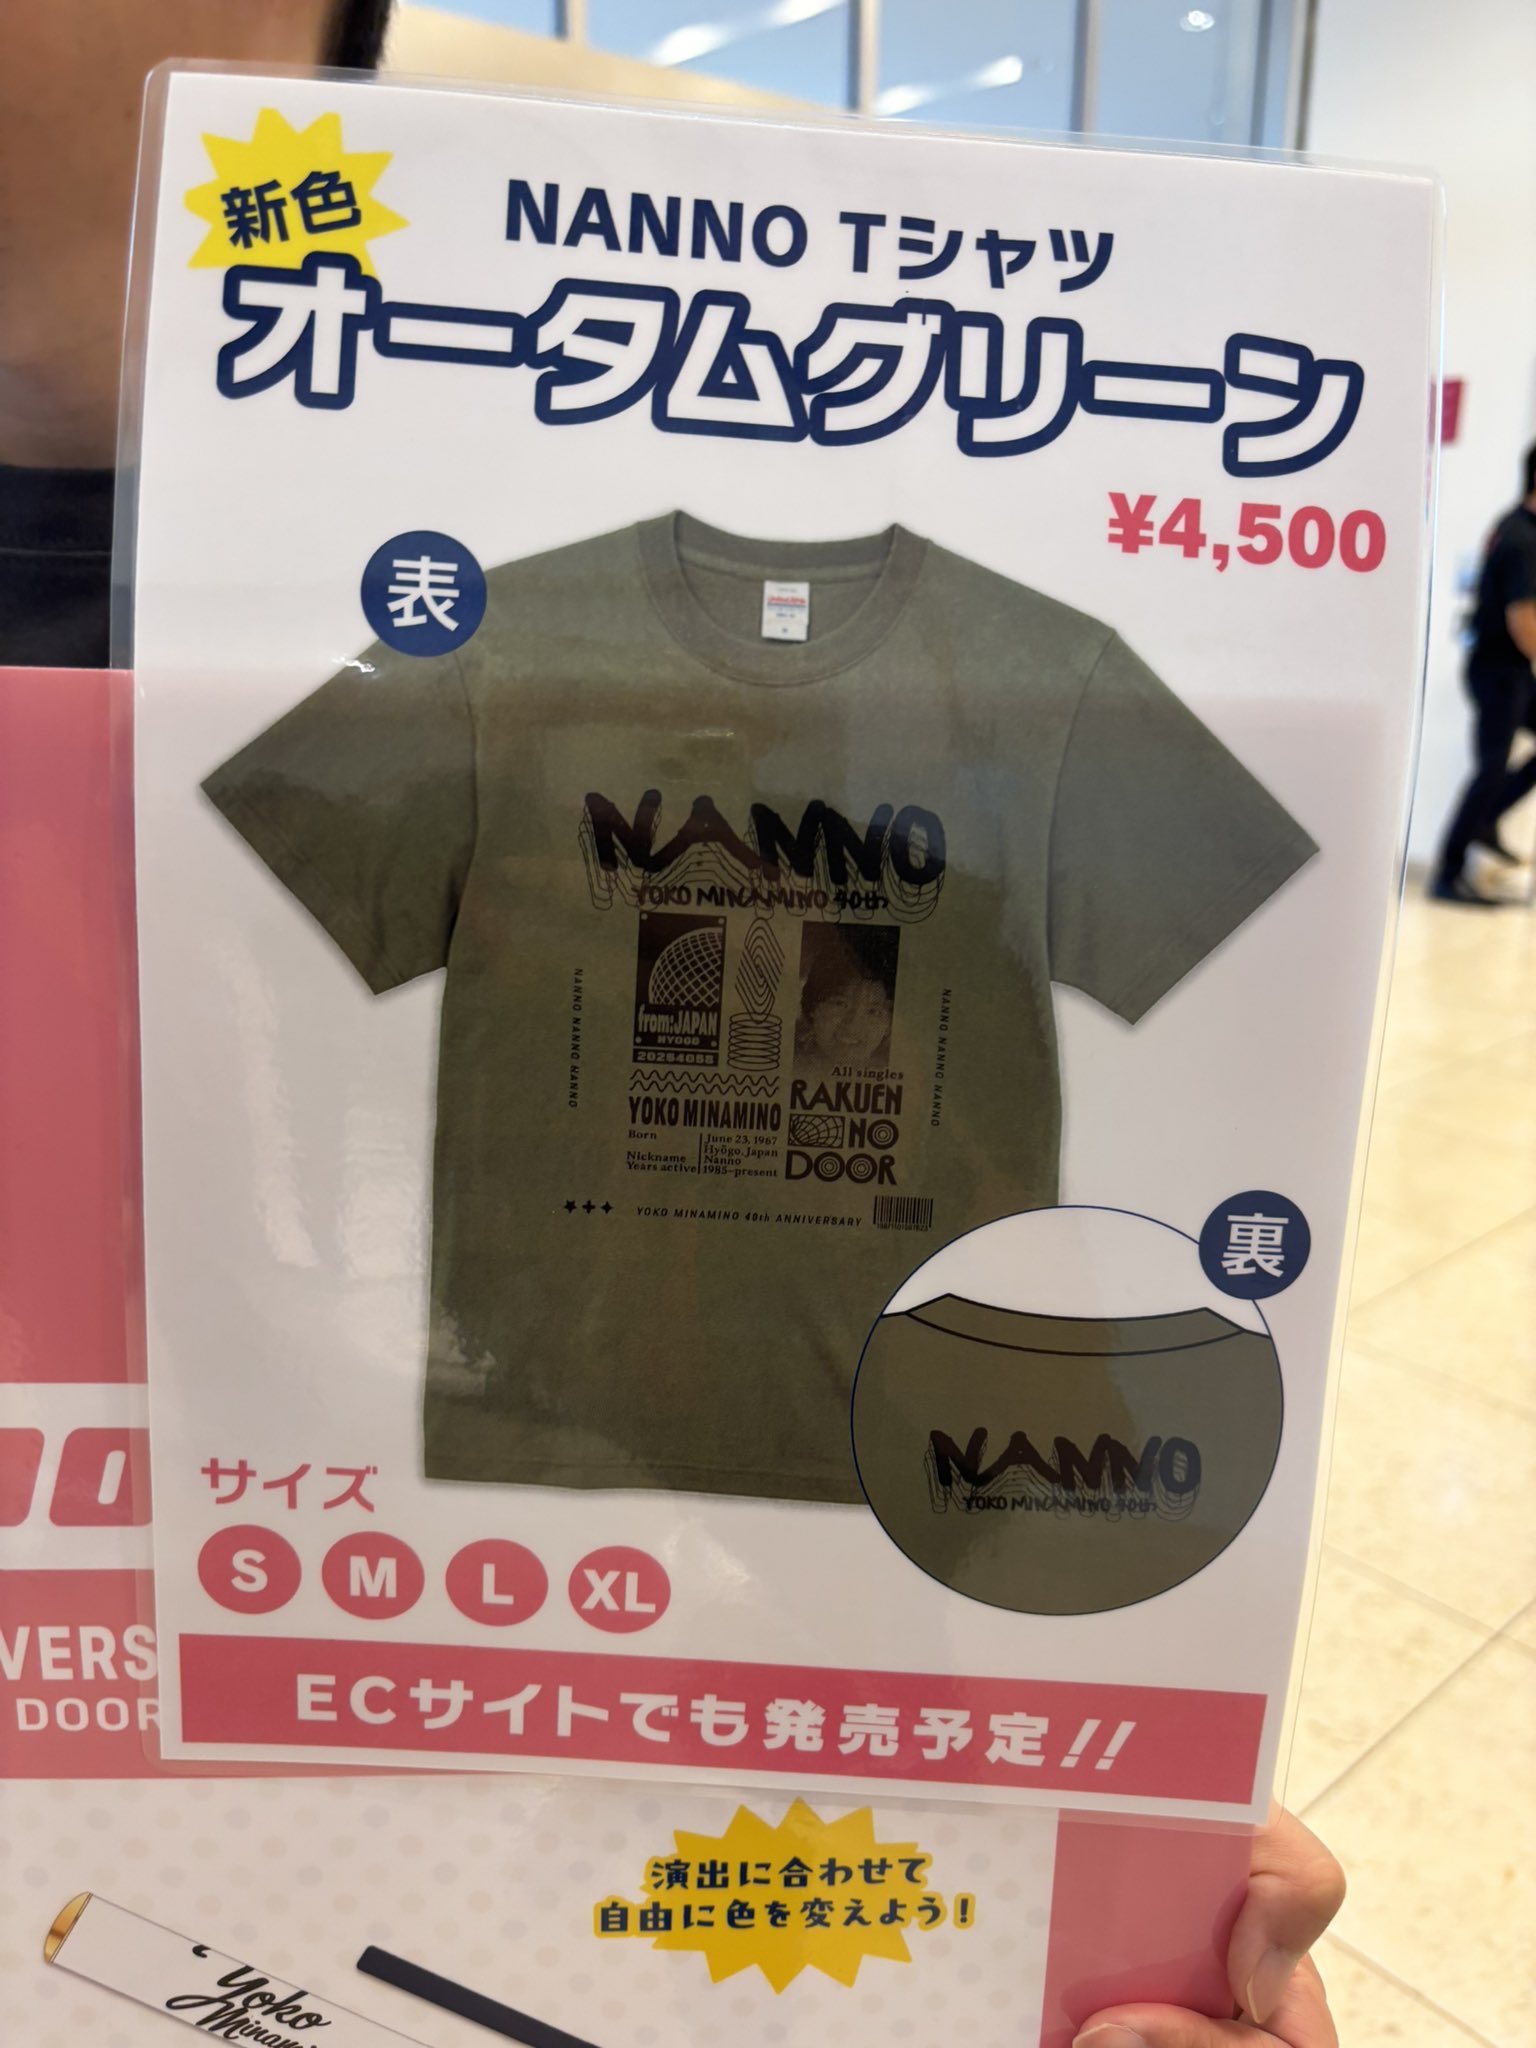 新色
NANNO Tシャツ
オータムグリーン
¥4,500
表
NANNO
YOKO MINAMINO 40th
from:JAPAN
HYOGO
NANNO NANNO NANNO
NANNO NANNO NANNO
All singles
RAKUEN
NO
DOOR
YOKO MINAMINO
Born
June 23, 1967
Hyōgo, Japan
Nickname
Nanno
Years active
1985-present
YOKO MINAMINO 40th ANNIVERSARY
裏
NANNO
YOKO MINAMINO 40th
サイズ
S M L XL
ECサイトでも発売予定!!
VERS
DOOR
演出に合わせて
自由に色を変えよう!
Yoko
Minami